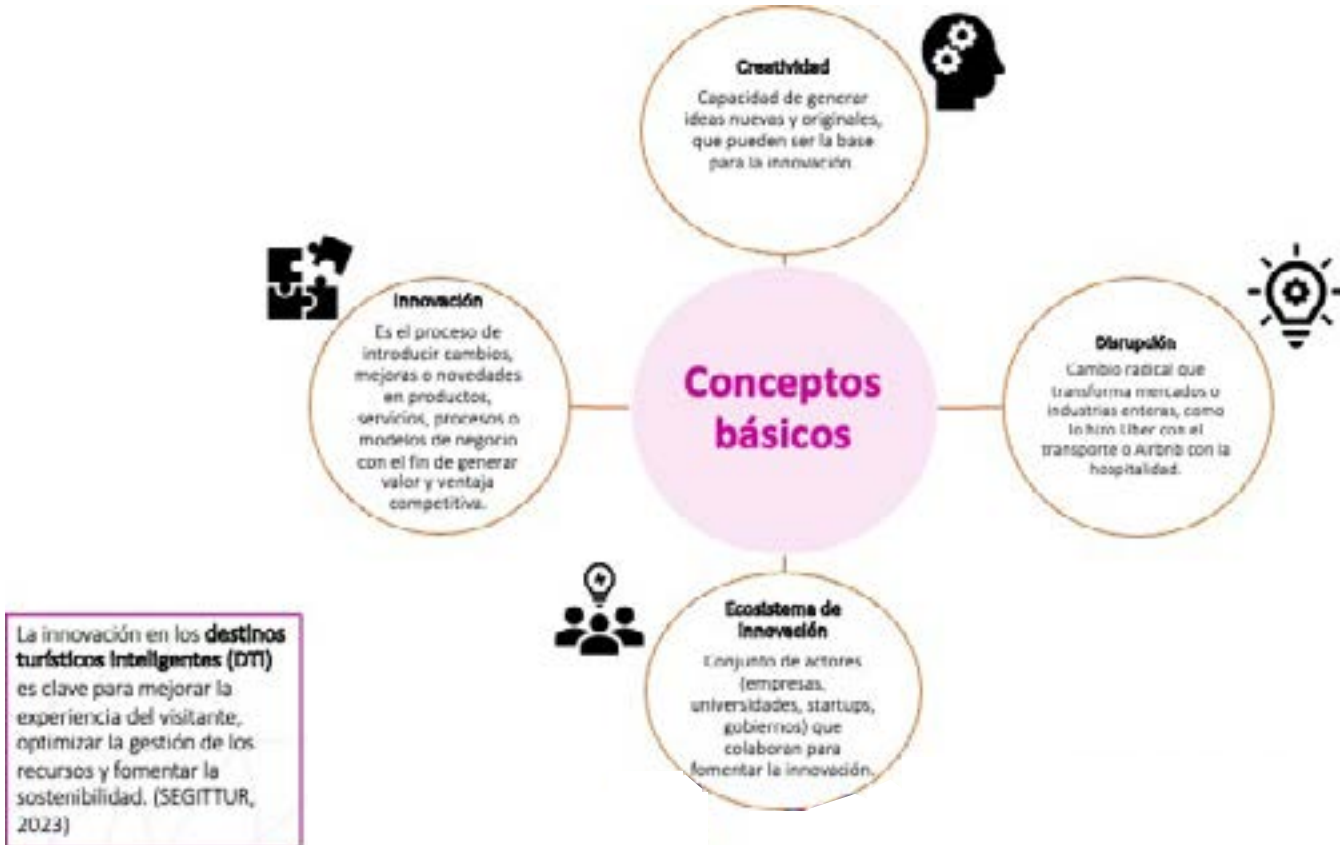 Creatividad
Capacidad de generar
ideas nuevas y originales,
que pueden ser la base
para la innovación.
Innovación
Es el proceso de
introducir cambios,
mejoras o novedades
en productos,
servicios, procesos o
modelos de negocio
con el fin de generar
valor y ventaja
competitiva.
Conceptos
básicos
Disrupción
Cambio radical que
transforma mercados o
industrias enteras, como
lo hizo Uber con el
transporte o Airbnb con la
hospitalidad.
Ecosistema de
innovación
Conjunto de actores
(empresas,
universidades, startups,
gobiernos) que
colaboran para
fomentar la innovación.
La innovación en los destinos
turísticos inteligentes (DTI)
es clave para mejorar la
experiencia del visitante,
optimizar la gestión de los
recursos y fomentar la
sostenibilidad. (SEGITTUR,
2023)